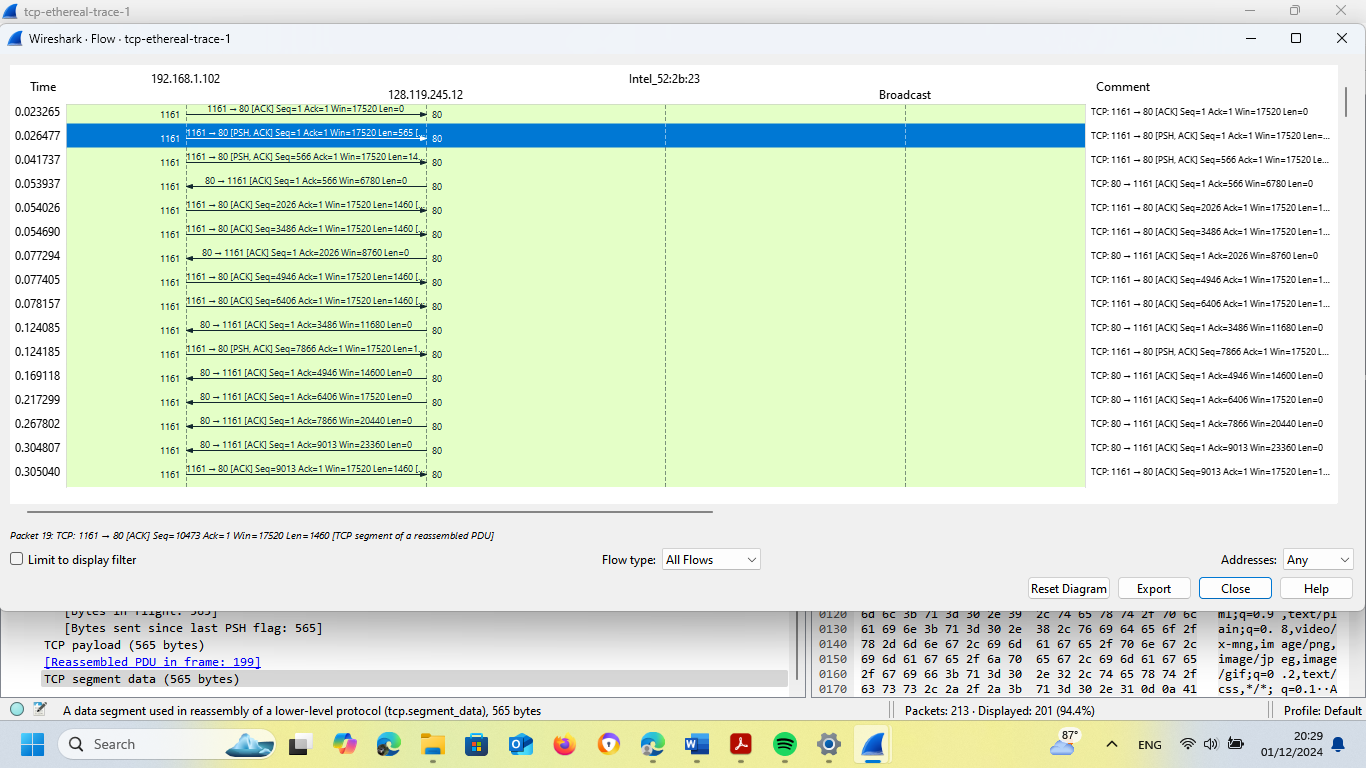 tcp-ethereal-trace-1
Wireshark · Flow · tcp-ethereal-trace-1
Time 192.168.1.102 128.119.245.12 Intel_52:2b:23 Broadcast Comment
0.023265 1161 1161 → 80 [ACK] Seq=1 Ack=1 Win=17520 Len=0 80 TCP: 1161 → 80 [ACK] Seq=1 Ack=1 Win=17520 Len=0
0.026477 1161 1161 → 80 [PSH, ACK] Seq=1 Ack=1 Win=17520 Len=565 [… 80 TCP: 1161 → 80 [PSH, ACK] Seq=1 Ack=1 Win=17520 Len=...
0.041737 1161 1161 → 80 [PSH, ACK] Seq=566 Ack=1 Win=17520 Len=14… 80 TCP: 1161 → 80 [PSH, ACK] Seq=566 Ack=1 Win=17520 Le...
0.053937 1161 80 → 1161 [ACK] Seq=1 Ack=566 Win=6780 Len=0 80 TCP: 80 → 1161 [ACK] Seq=1 Ack=566 Win=6780 Len=0
0.054026 1161 1161 → 80 [ACK] Seq=2026 Ack=1 Win=17520 Len=1460 [… 80 TCP: 1161 → 80 [ACK] Seq=2026 Ack=1 Win=17520 Len=1...
0.054690 1161 1161 → 80 [ACK] Seq=3486 Ack=1 Win=17520 Len=1460 [… 80 TCP: 1161 → 80 [ACK] Seq=3486 Ack=1 Win=17520 Len=1...
0.077294 1161 80 → 1161 [ACK] Seq=1 Ack=2026 Win=8760 Len=0 80 TCP: 80 → 1161 [ACK] Seq=1 Ack=2026 Win=8760 Len=0
0.077405 1161 1161 → 80 [ACK] Seq=4946 Ack=1 Win=17520 Len=1460 [… 80 TCP: 1161 → 80 [ACK] Seq=4946 Ack=1 Win=17520 Len=1...
0.078157 1161 1161 → 80 [ACK] Seq=6406 Ack=1 Win=17520 Len=1460 [… 80 TCP: 1161 → 80 [ACK] Seq=6406 Ack=1 Win=17520 Len=1...
0.124085 1161 80 → 1161 [ACK] Seq=1 Ack=3486 Win=11680 Len=0 80 TCP: 80 → 1161 [ACK] Seq=1 Ack=3486 Win=11680 Len=0
0.124185 1161 1161 → 80 [PSH, ACK] Seq=7866 Ack=1 Win=17520 Len=1… 80 TCP: 1161 → 80 [PSH, ACK] Seq=7866 Ack=1 Win=17520 L...
0.169118 1161 80 → 1161 [ACK] Seq=1 Ack=4946 Win=14600 Len=0 80 TCP: 80 → 1161 [ACK] Seq=1 Ack=4946 Win=14600 Len=0
0.217299 1161 80 → 1161 [ACK] Seq=1 Ack=6406 Win=17520 Len=0 80 TCP: 80 → 1161 [ACK] Seq=1 Ack=6406 Win=17520 Len=0
0.267802 1161 80 → 1161 [ACK] Seq=1 Ack=7866 Win=20440 Len=0 80 TCP: 80 → 1161 [ACK] Seq=1 Ack=7866 Win=20440 Len=0
0.304807 1161 80 → 1161 [ACK] Seq=1 Ack=9013 Win=23360 Len=0 80 TCP: 80 → 1161 [ACK] Seq=1 Ack=9013 Win=23360 Len=0
0.305040 1161 1161 → 80 [ACK] Seq=9013 Ack=1 Win=17520 Len=1460 [… 80 TCP: 1161 → 80 [ACK] Seq=9013 Ack=1 Win=17520 Len=1...
Packet 19: TCP: 1161 → 80 [ACK] Seq=10473 Ack=1 Win=17520 Len=1460 [TCP segment of a reassembled PDU]
Limit to display filter Flow type: All Flows Addresses: Any
Reset Diagram Export Close Help
[Bytes in flight: 565] 0120 6d 6c 3b 71 3d 30 2e 39 2c 74 65 78 74 2f 70 6c ml;q=0.9 ,text/pl
[Bytes sent since last PSH flag: 565] 0130 61 69 6e 3b 71 3d 30 2e 38 2c 76 69 64 65 6f 2f ain;q=0. 8,video/
TCP payload (565 bytes) 0140 78 2d 6d 6e 67 2c 69 6d 61 67 65 2f 70 6e 67 2c x-mng,im age/png,
[Reassembled PDU in frame: 199] 0150 69 6d 61 67 65 2f 6a 70 65 67 2c 69 6d 61 67 65 image/jp eg,image
TCP segment data (565 bytes) 0160 2f 67 69 66 3b 71 3d 30 2e 32 2c 74 65 78 74 2f /gif;q=0 .2,text/
0170 63 73 73 2c 2a 2f 2a 3b 71 3d 30 2e 31 0d 0a 41 css,*/*; q=0.1··A
A data segment used in reassembly of a lower-level protocol (tcp.segment_data), 565 bytes Packets: 213 · Displayed: 201 (94.4%) Profile: Default
Search 87° ENG 20:29
01/12/2024